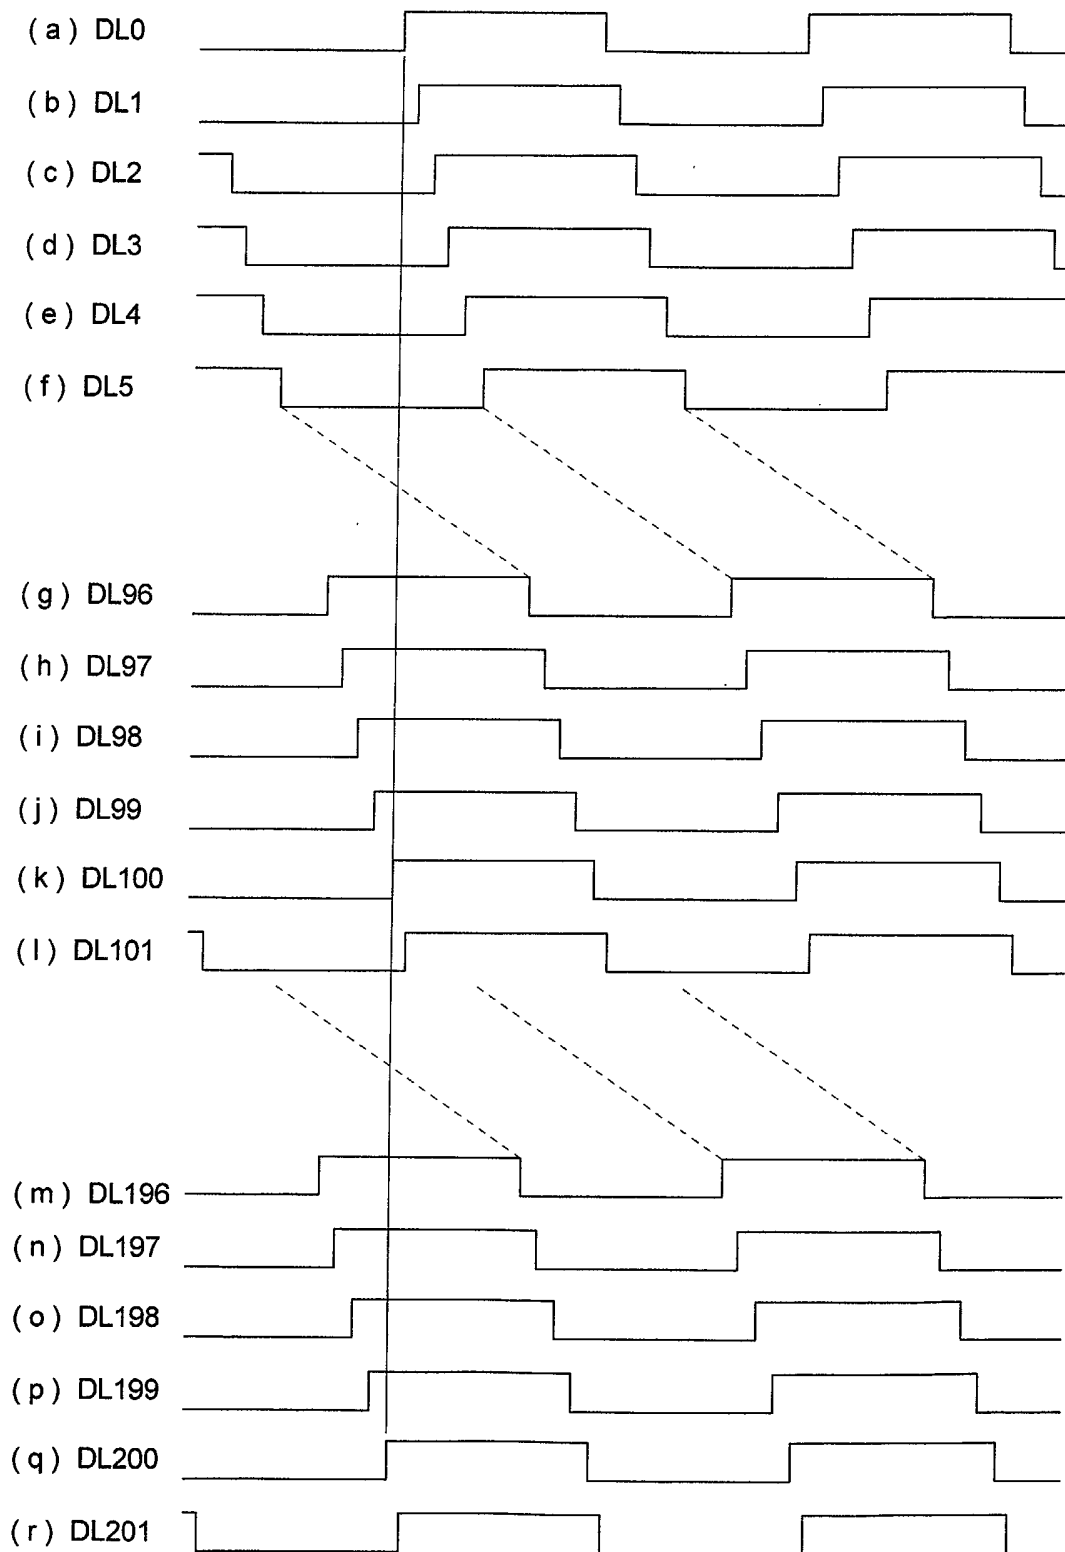 (a) DL0
(b) DL1
(c) DL2
(d) DL3
(e) DL4
(f) DL5
(g) DL96
(h) DL97
(i) DL98
(j) DL99
(k) DL100
(l) DL101
(m) DL196
(n) DL197
(o) DL198
(p) DL199
(q) DL200
(r) DL201